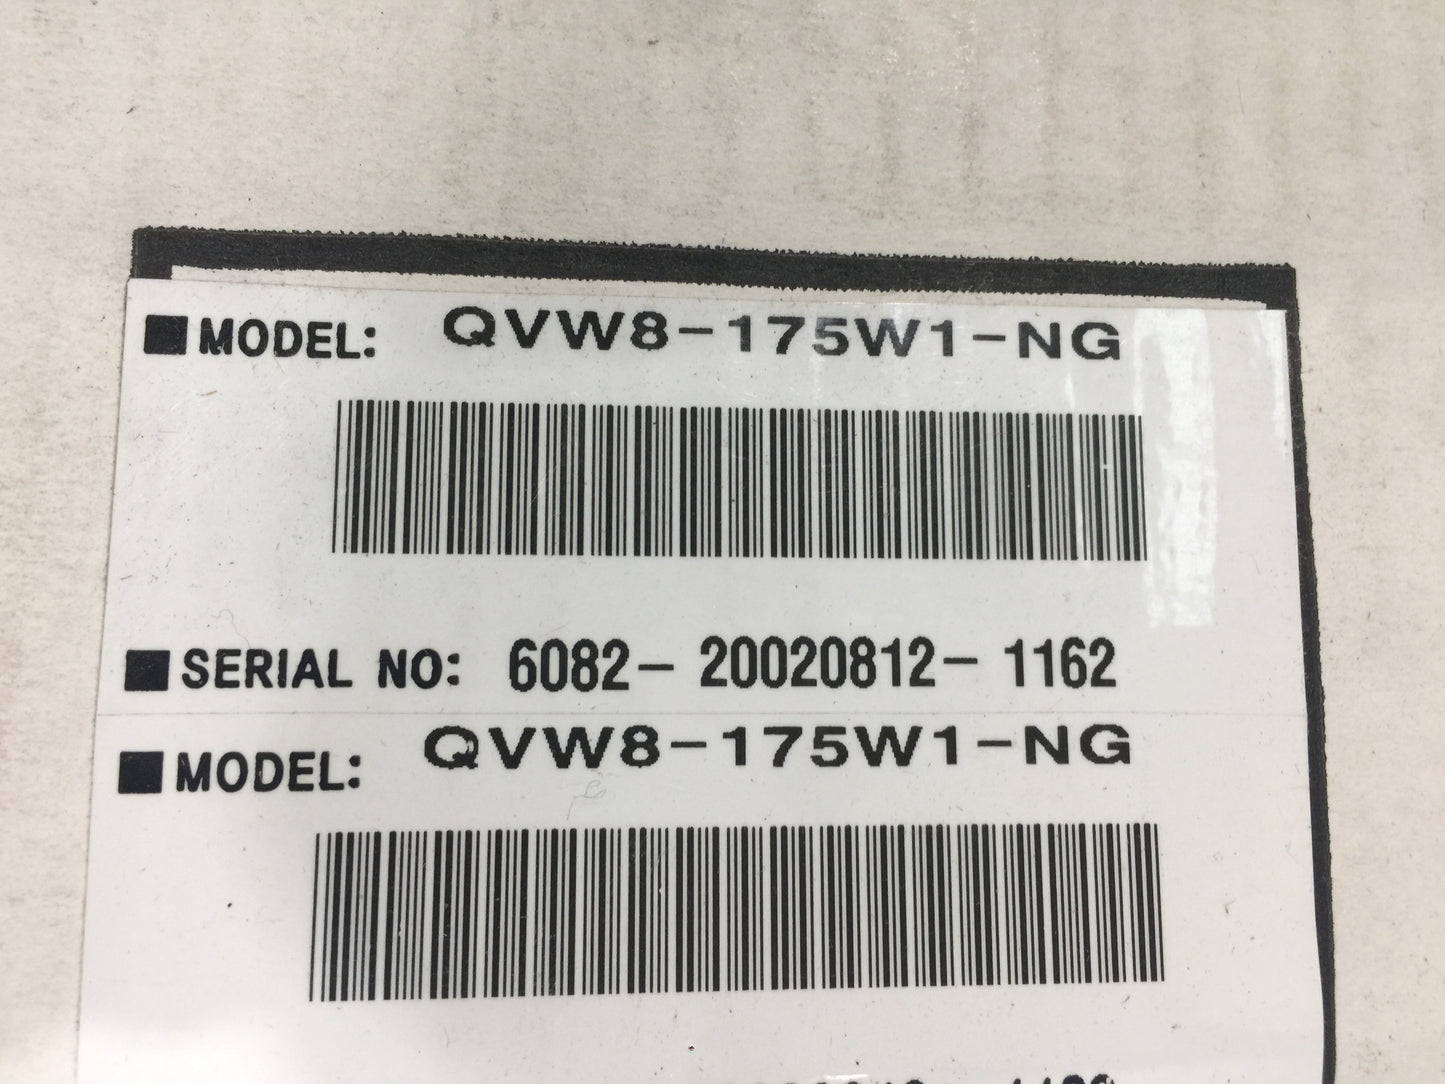 ■MODEL: QVW8-175W1-NG
■SERIAL NO: 6082- 20020812- 1162
■MODEL: QVW8-175W1-NG